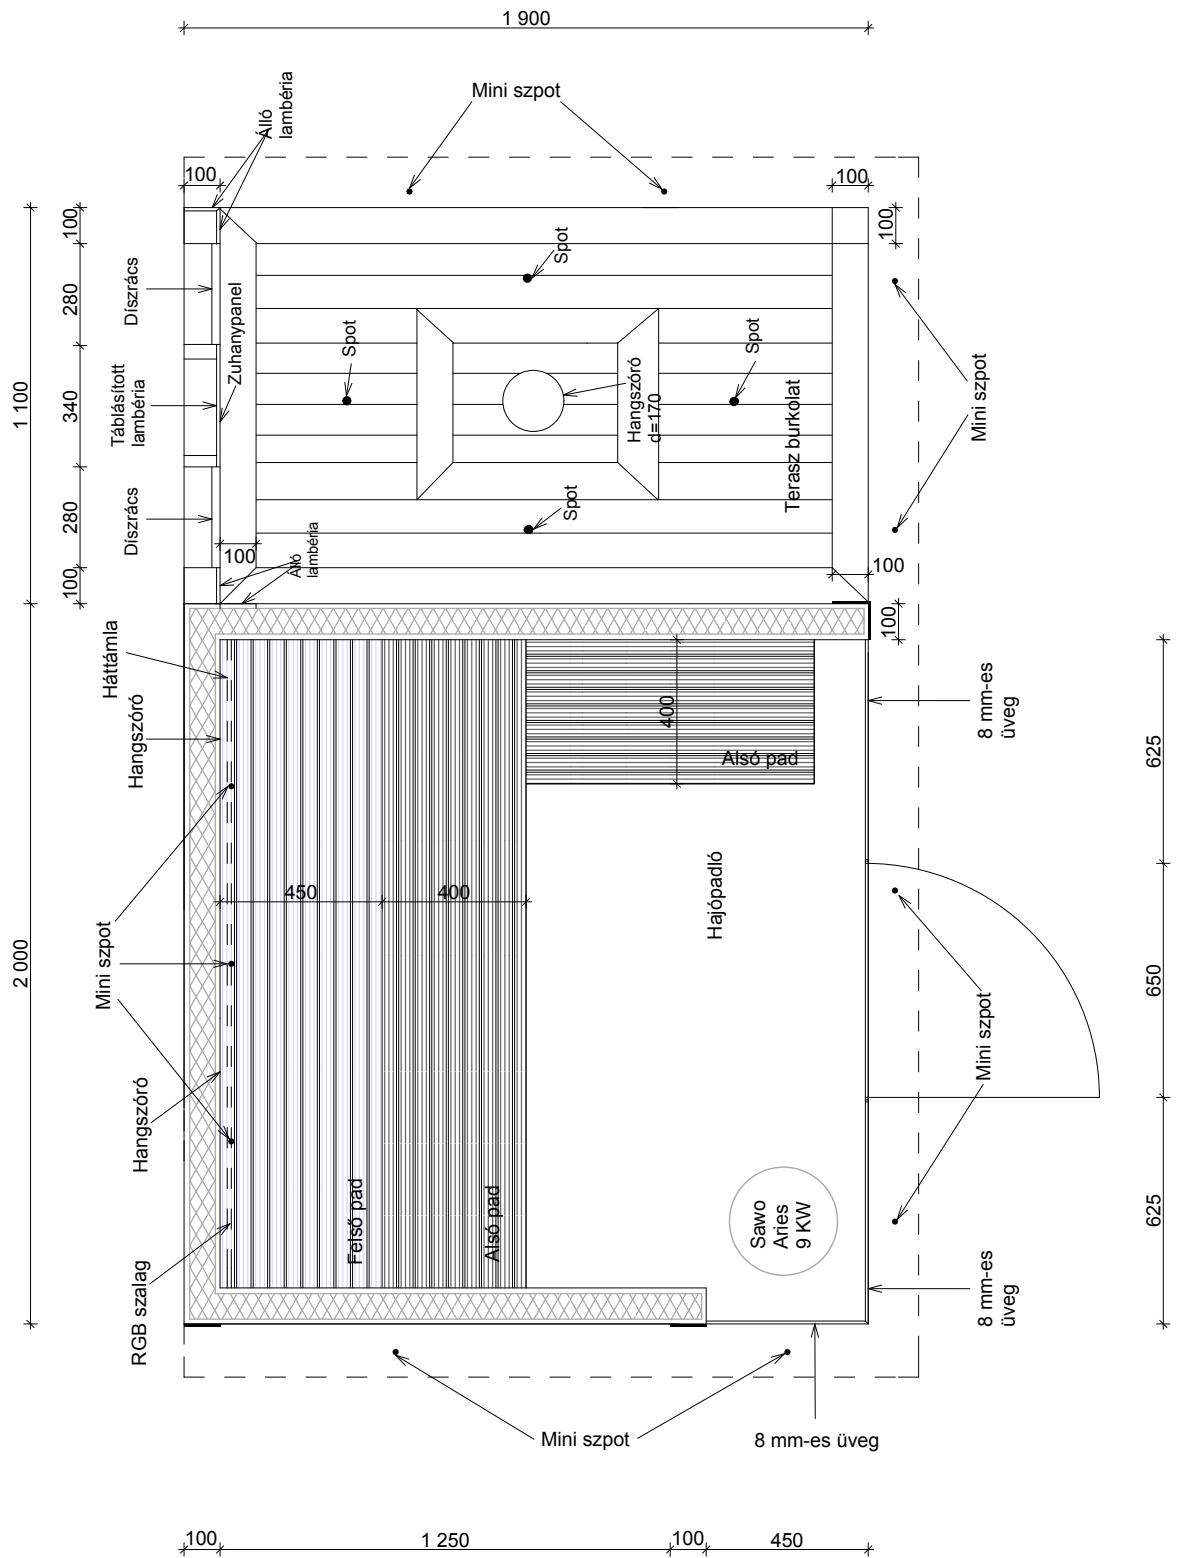 1 900
Mini szpot
Álló
lambéria
100
100
100
100
Díszrács
280
Zuhanypanel
Spot
Spot
Spot
Táblásított
lambéria
340
1 100
Hangszóró
d=170
Terasz burkolat
Mini szpot
Díszrács
280
Spot
100
100
Álló
lambéria
100
100
Háttámla
Hangszóró
400
Alsó pad
8 mm-es
üveg
625
450
400
Hajópadló
Mini szpot
2 000
650
Mini szpot
Hangszóró
RGB szalag
Felső pad
Alsó pad
Sawo
Aries
9 KW
625
8 mm-es
üveg
Mini szpot
8 mm-es üveg
100
1 250
100
450